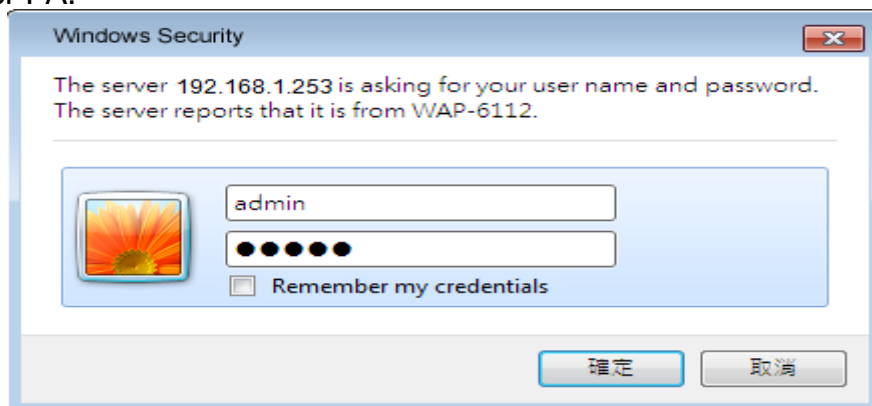 Windows Security
The server 192.168.1.253 is asking for your user name and password.
The server reports that it is from WAP-6112.
admin
●●●●●
Remember my credentials
確定
取消